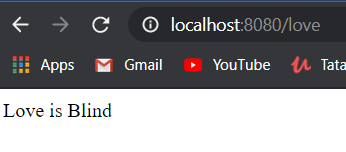 localhost:8080/love
Apps Gmail YouTube Tata
Love is Blind